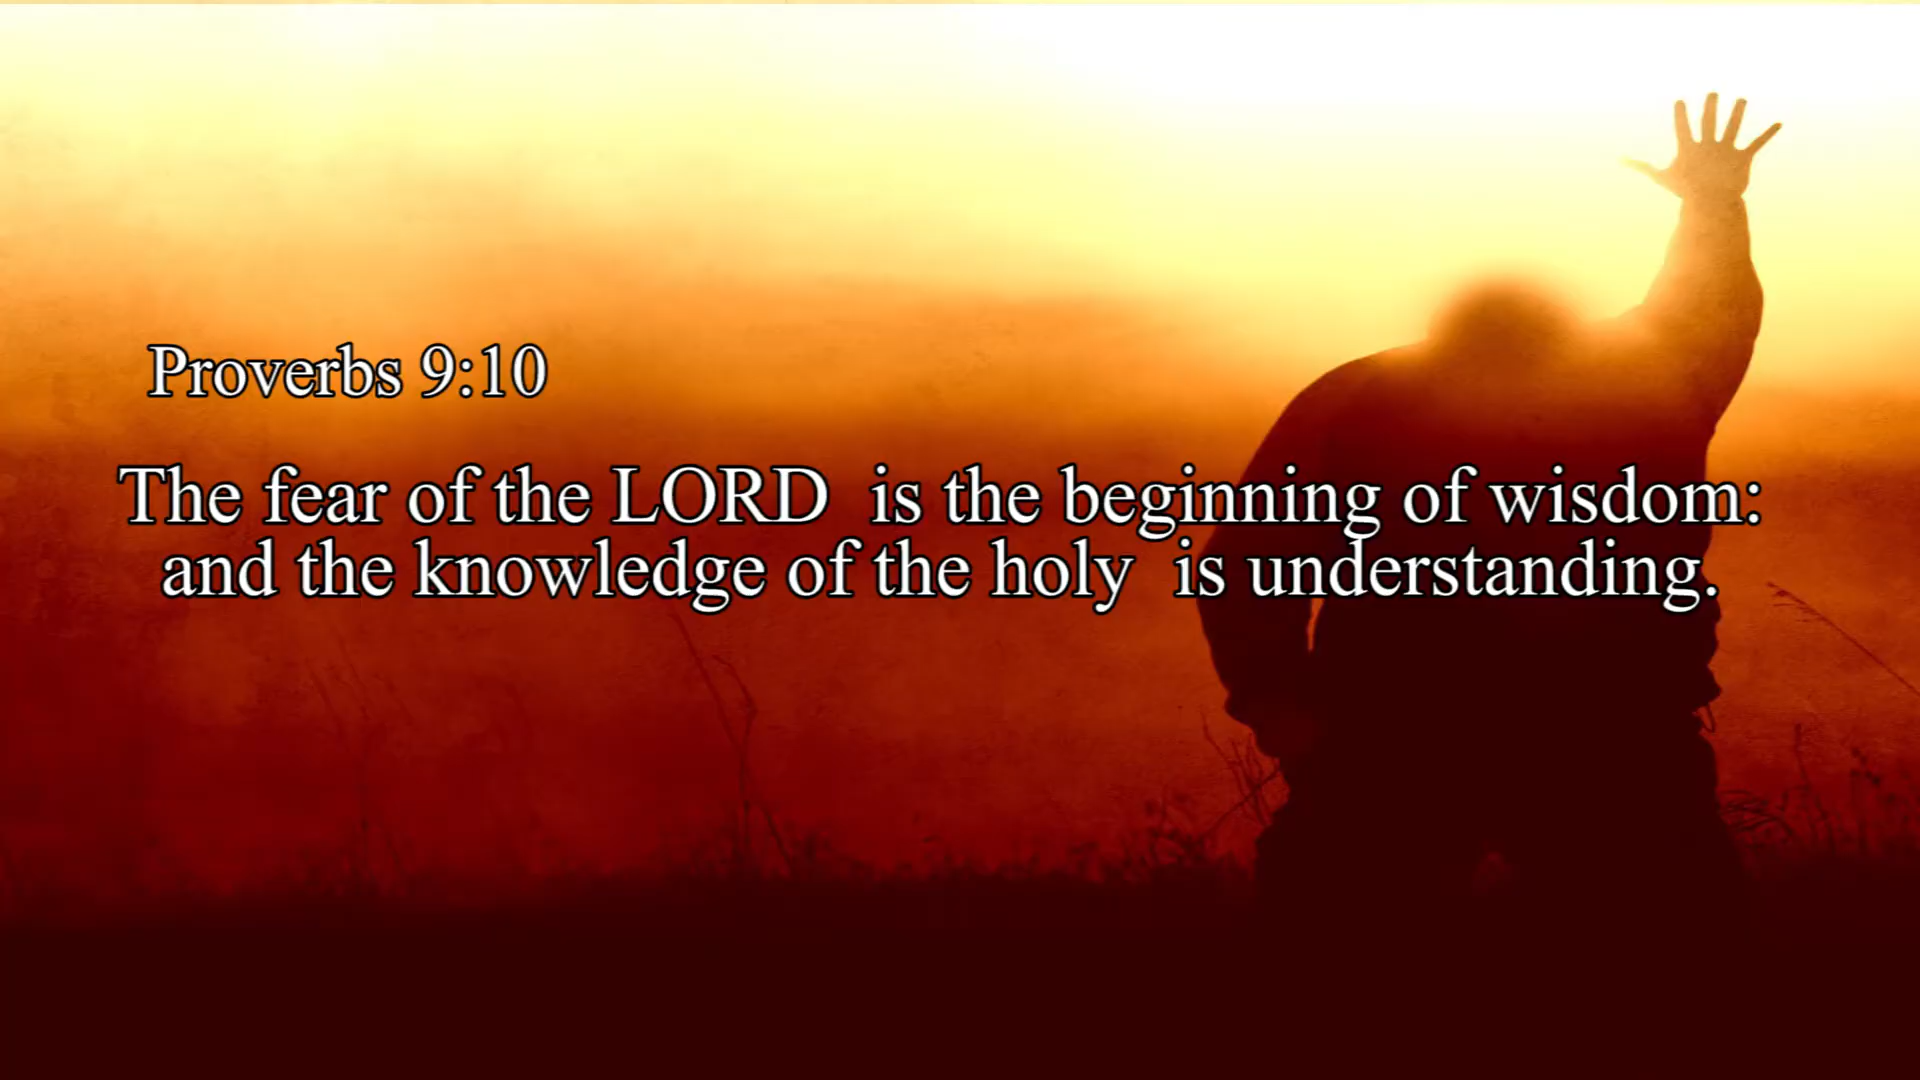 Proverbs 9:10
The fear of the LORD  is the beginning of wisdom:
and the knowledge of the holy  is understanding.